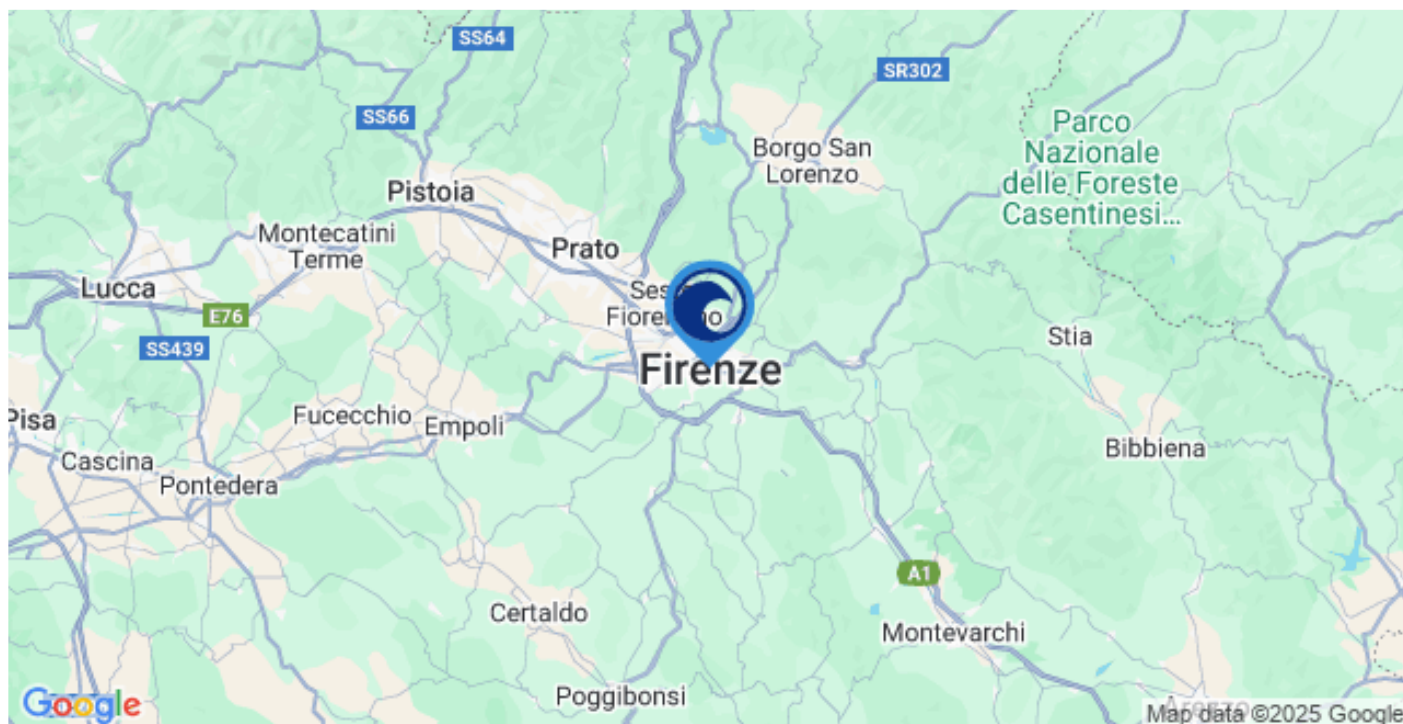 SS64
SR302
SS66
Parco
Nazionale
delle Foreste
Casentinesi...
Borgo San
Lorenzo
Pistoia
Montecatini
Terme
Prato
Lucca
E76
SS439
Firenze
Stia
Pisa
Fucecchio
Empoli
Bibbiena
Cascina
Pontedera
A1
Certaldo
Montevarchi
Poggibonsi
Google
Map data ©2025 Google